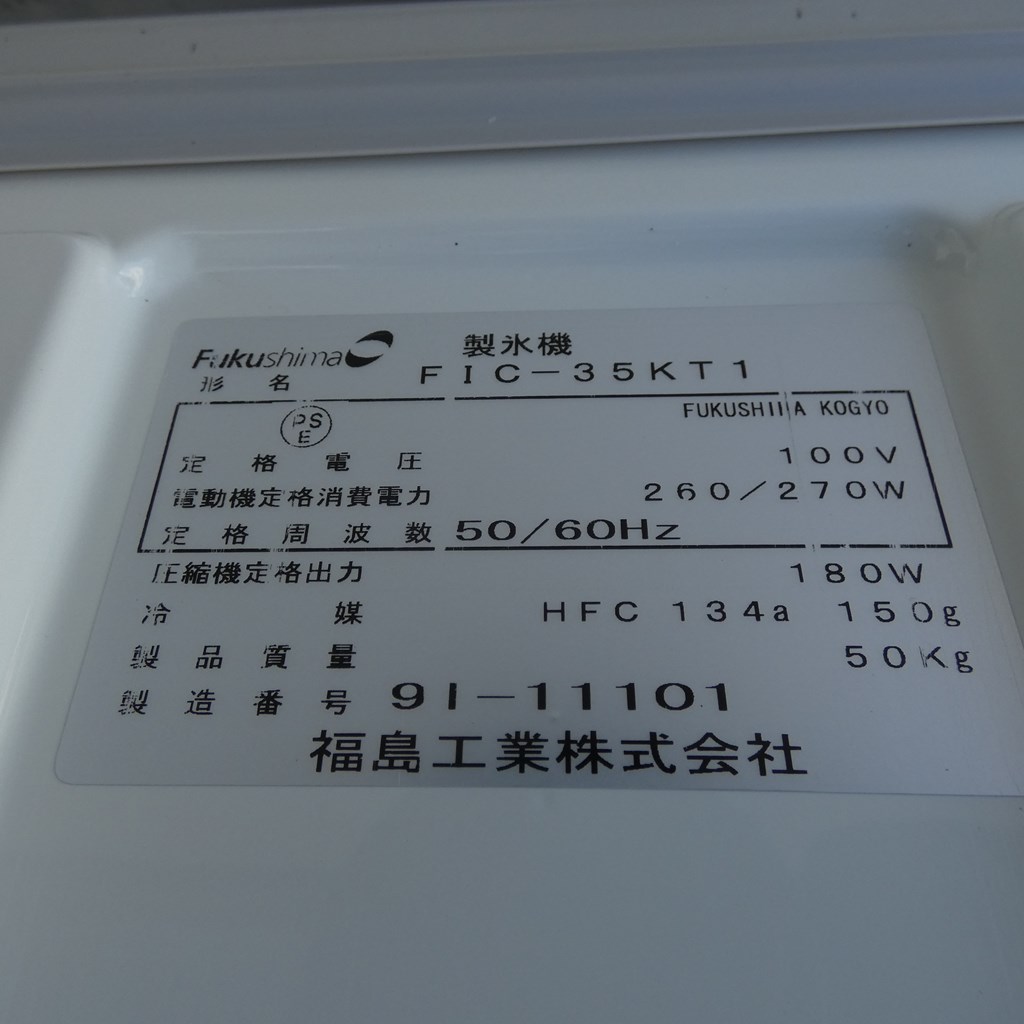 Fukushima 製氷機
形名 FIC-35KT1
PSE FUKUSHIMA KOGYO
定格電圧 100V
電動機定格消費電力 260/270W
定格周波数 50/60Hz
圧縮機定格出力 180W
冷媒 HFC 134a 150g
製品質量 50Kg
製造番号 91-11101
福島工業株式会社